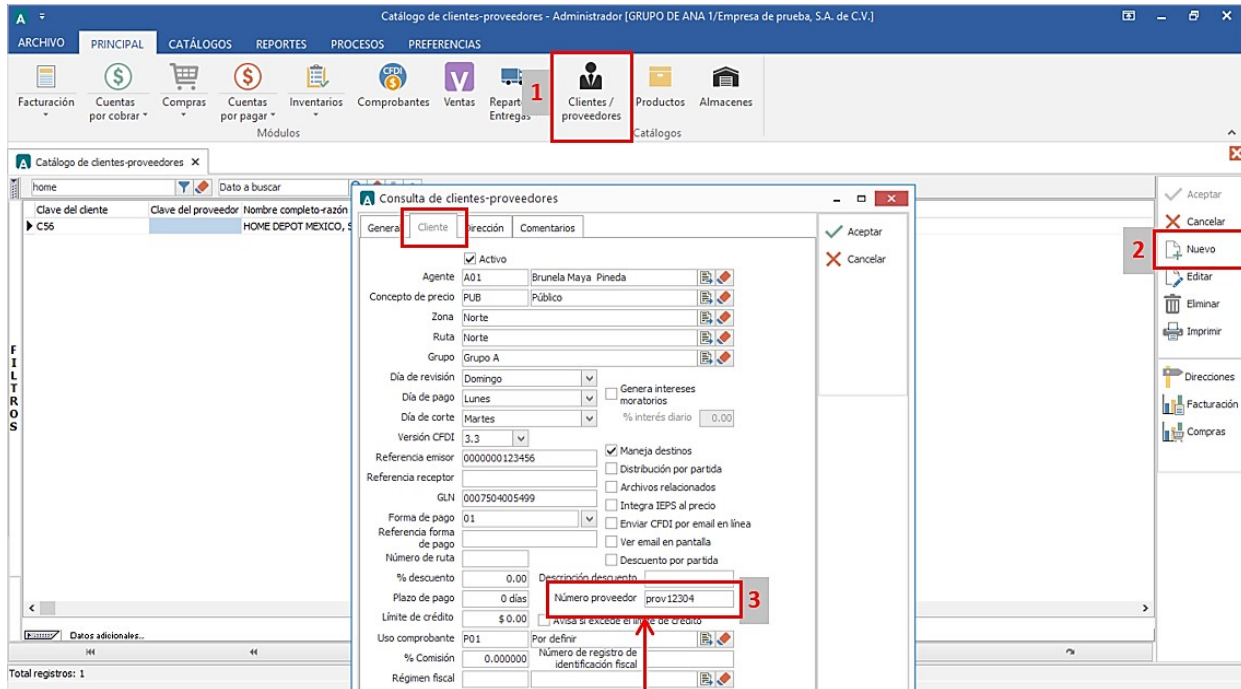 Catálogo de clientes-proveedores - Administrador [GRUPO DE ANA 1/Empresa de prueba, S.A. de C.V.]
ARCHIVO PRINCIPAL CATÁLOGOS REPORTES PROCESOS PREFERENCIAS
Facturación
Cuentas por cobrar
Compras
Cuentas por pagar
Inventarios
CFDI
Comprobantes
Ventas
Entregas
1
Clientes / proveedores
Productos
Almacenes
Módulos
Catálogos
Catálogo de clientes-proveedores
home Dato a buscar
Clave del cliente Clave del proveedor Nombre completo-razón
C56 HOME DEPOT MEXICO,
FILTROS
Consulta de clientes-proveedores
General Cliente Dirección Comentarios
Activo
Agente A01 Brunela Maya Pineda
Concepto de precio PUB Público
Zona Norte
Ruta Norte
Grupo Grupo A
Día de revisión Domingo
Día de pago Lunes
Genera intereses moratorios
Día de corte Martes
% interés diario 0.00
Versión CFDI 3.3
Maneja destinos
Referencia emisor 0000000123456
Distribución por partida
Referencia receptor
Archivos relacionados
GLN 0007504005499
Integra IEPS al precio
Forma de pago 01
Enviar CFDI por email en línea
Referencia forma de pago
Ver email en pantalla
Número de ruta
Descuento por partida
% descuento 0.00 Descripción descuento
Plazo de pago 0 días Número proveedor prov12304 3
Límite de crédito $ 0.00 Avisa si excede el límite de crédito
Uso comprobante P01 Por definir
% Comisión 0.000000 Número de registro de identificación fiscal
Régimen fiscal
Aceptar
Cancelar
Aceptar
Cancelar
2 Nuevo
Editar
Eliminar
Imprimir
Direcciones
Facturación
Compras
Datos adicionales...
Total registros: 1